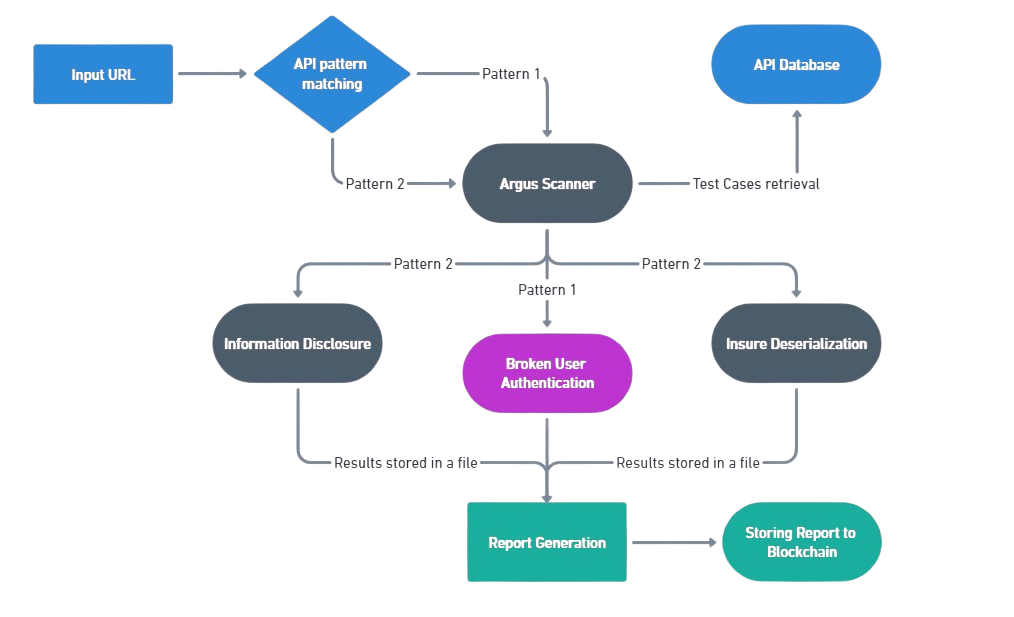 Input URL
API pattern
matching
Pattern 1
API Database
Pattern 2
Argus Scanner
Test Cases retrieval
Pattern 2
Pattern 2
Pattern 1
Information Disclosure
Broken User
Authentication
Insure Deserialization
Results stored in a file
Results stored in a file
Report Generation
Storing Report to
Blockchain